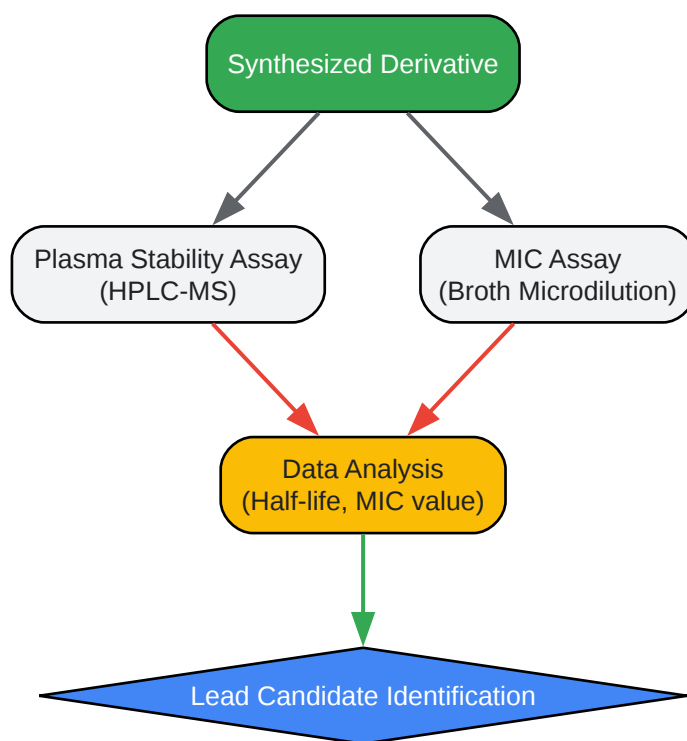 Synthesized Derivative
Plasma Stability Assay
(HPLC-MS)
MIC Assay
(Broth Microdilution)
Data Analysis
(Half-life, MIC value)
Lead Candidate Identification